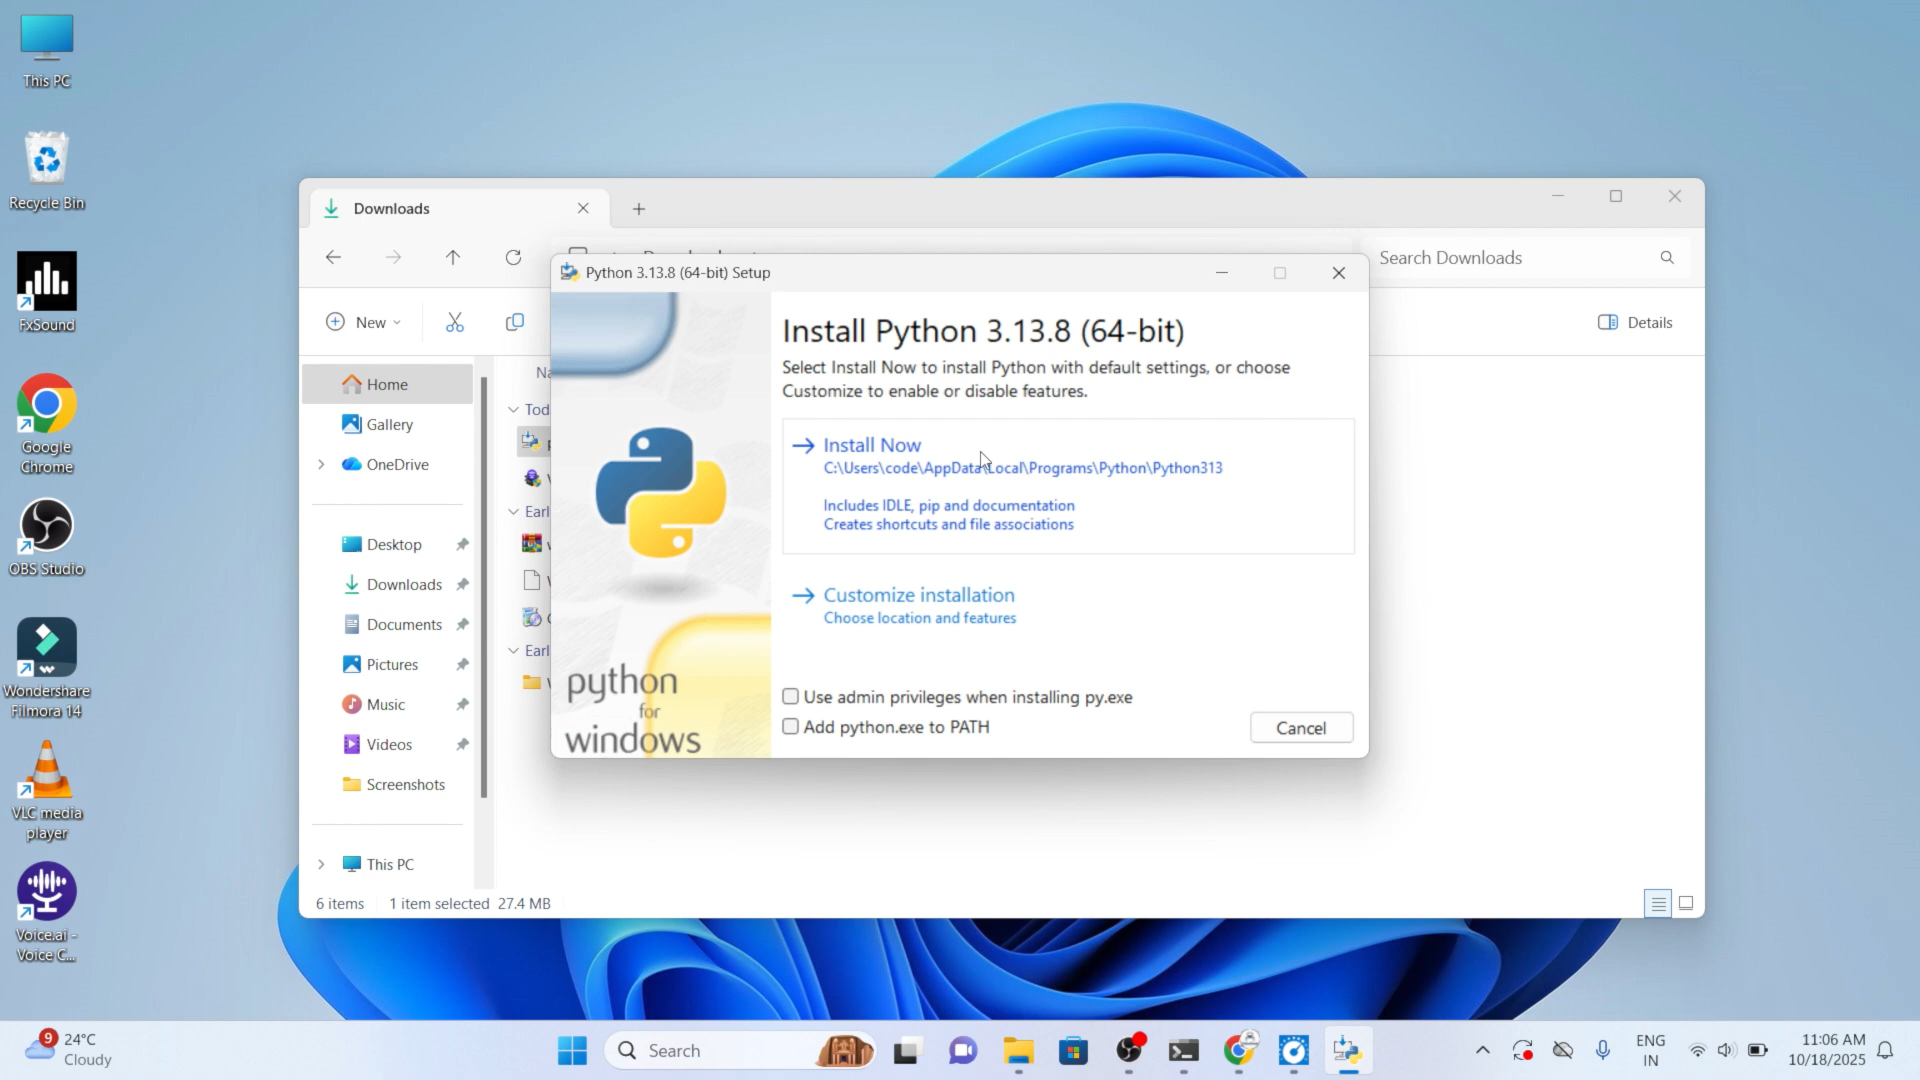 This PC
Recycle Bin
FxSound
Google
Chrome
OBS Studio
Wondershare
Filmora 14
VLC media
player
Voice.ai -
Voice C...
Downloads
Search Downloads
New
Details
Home
Gallery
OneDrive
Desktop
Downloads
Documents
Pictures
Music
Videos
Screenshots
This PC
6 items 1 item selected 27.4 MB
Python 3.13.8 (64-bit) Setup
Install Python 3.13.8 (64-bit)
Select Install Now to install Python with default settings, or choose
Customize to enable or disable features.
Install Now
C:\Users\code\AppData\Local\Programs\Python\Python313
Includes IDLE, pip and documentation
Creates shortcuts and file associations
Customize installation
Choose location and features
Use admin privileges when installing py.exe
Add python.exe to PATH
Cancel
python
for
windows
9
24°C
Cloudy
Search
ENG
IN
11:06 AM
10/18/2025